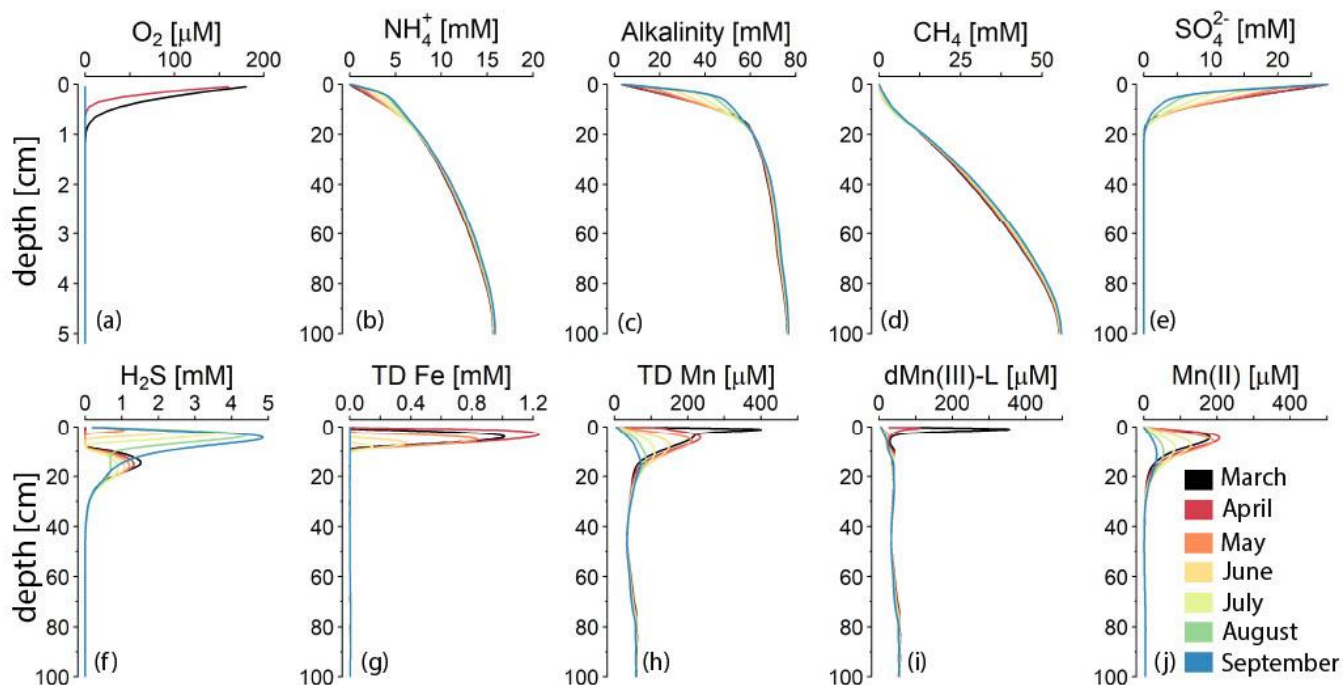 O₂ [µM]
NH₄⁺ [mM]
Alkalinity [mM]
CH₄ [mM]
SO₄²⁻ [mM]
0 100 200
0 5 10 15 20
0 20 40 60 80
0 25 50
0 10 20
depth [cm]
0
1
2
3
4
5
(a)
0
20
40
60
80
100
(b)
0
20
40
60
80
100
(c)
0
20
40
60
80
100
(d)
0
20
40
60
80
100
(e)
H₂S [mM]
TD Fe [mM]
TD Mn [µM]
dMn(III)-L [µM]
Mn(II) [µM]
0 1 2 3 4 5
0.0 0.4 0.8 1.2
0 200 400
0 200 400
0 200 400
depth [cm]
0
20
40
60
80
100
(f)
0
20
40
60
80
100
(g)
0
20
40
60
80
100
(h)
0
20
40
60
80
100
(i)
0
20
40
60
80
100
(j)
March
April
May
June
July
August
September